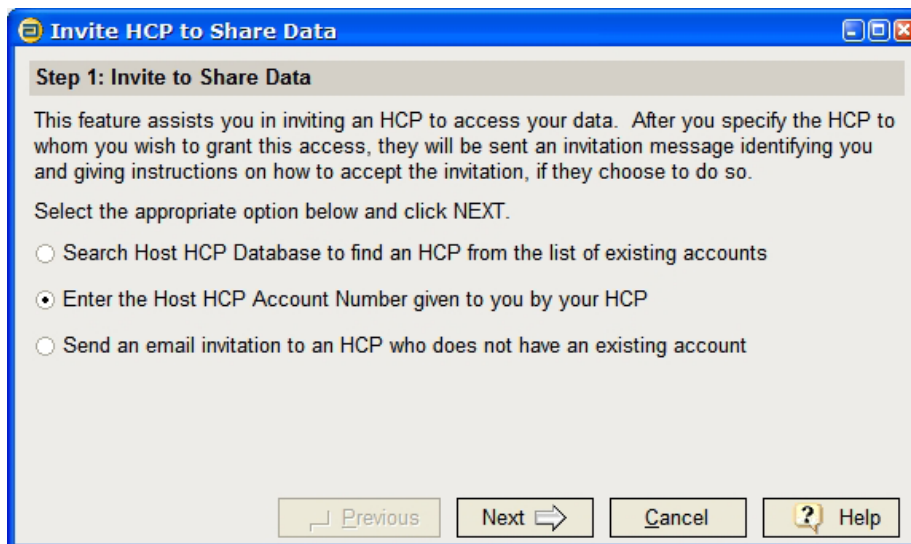 Invite HCP to Share Data
Step 1: Invite to Share Data
This feature assists you in inviting an HCP to access your data. After you specify the HCP to
whom you wish to grant this access, they will be sent an invitation message identifying you
and giving instructions on how to accept the invitation, if they choose to do so.
Select the appropriate option below and click NEXT.
Search Host HCP Database to find an HCP from the list of existing accounts
Enter the Host HCP Account Number given to you by your HCP
Send an email invitation to an HCP who does not have an existing account
Previous Next Cancel Help